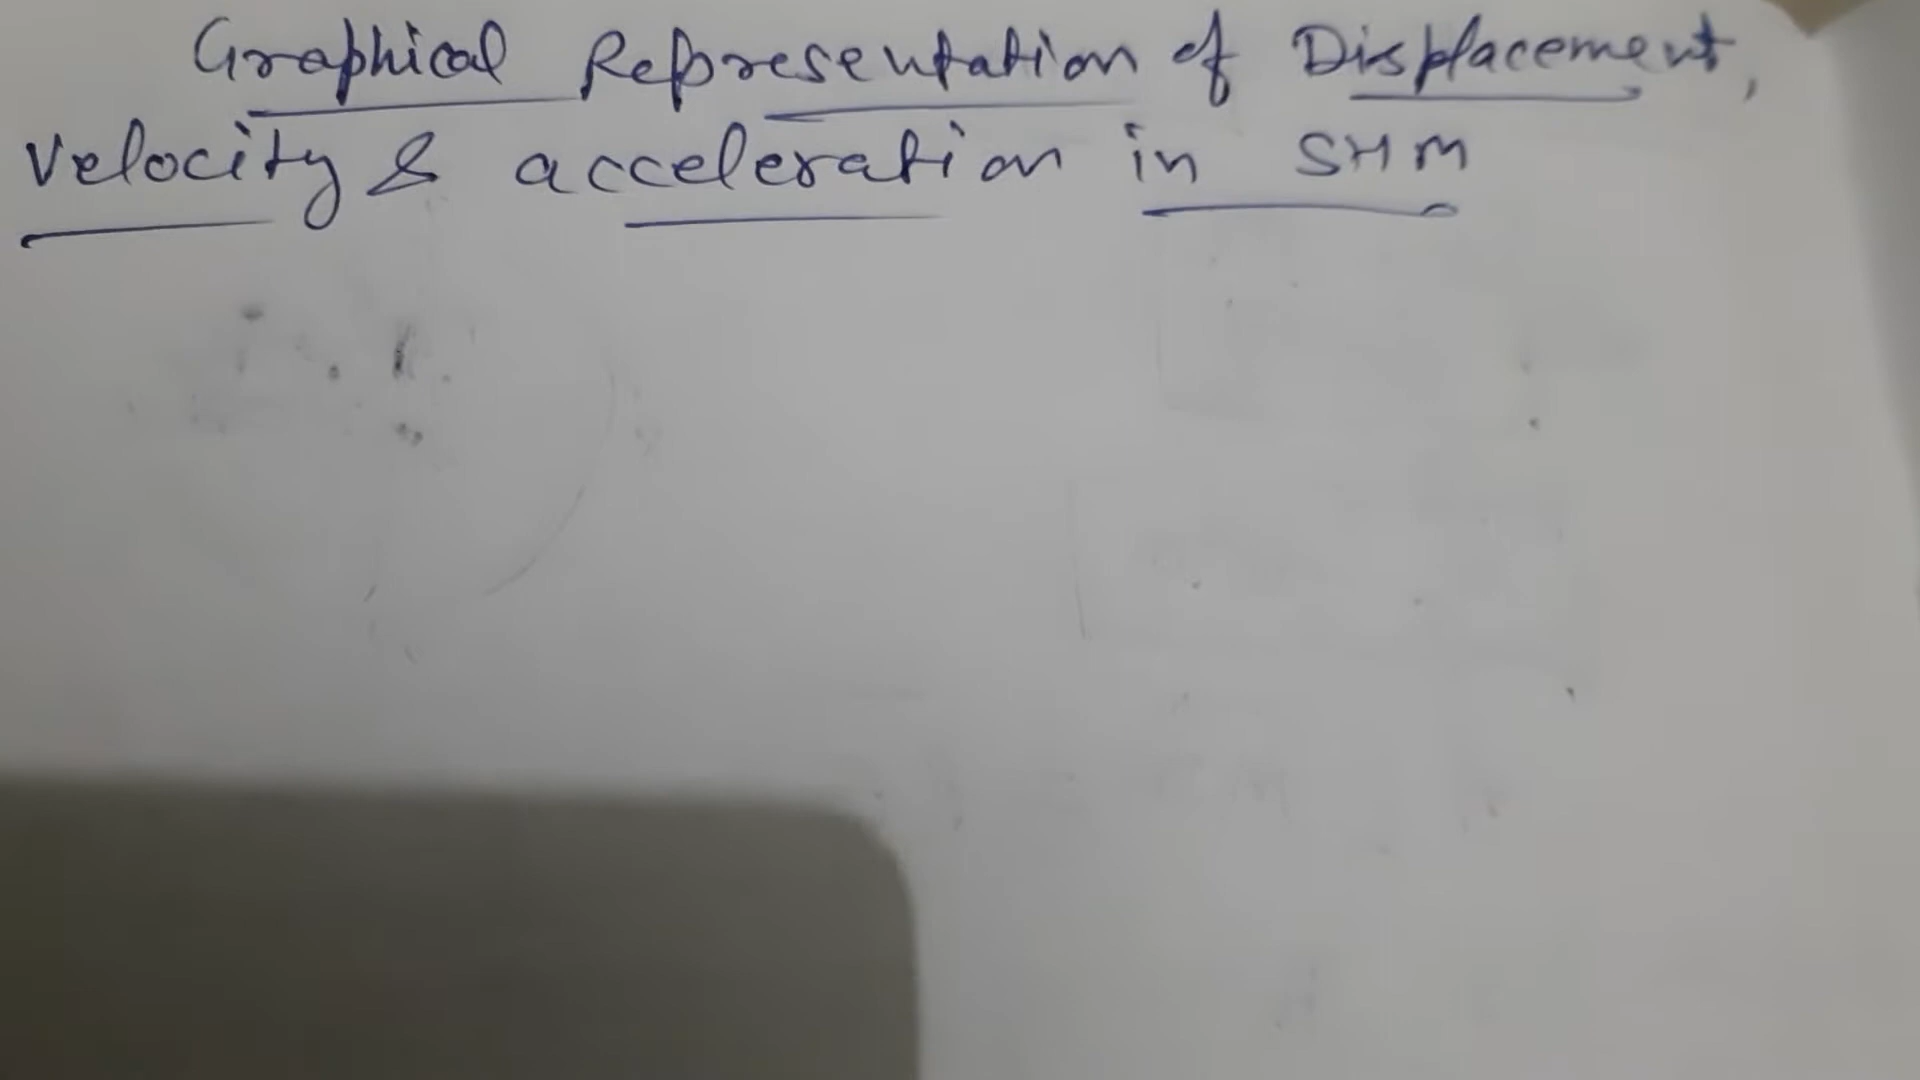 Graphical Representation of Displacement,
Velocity & acceleration in SHM